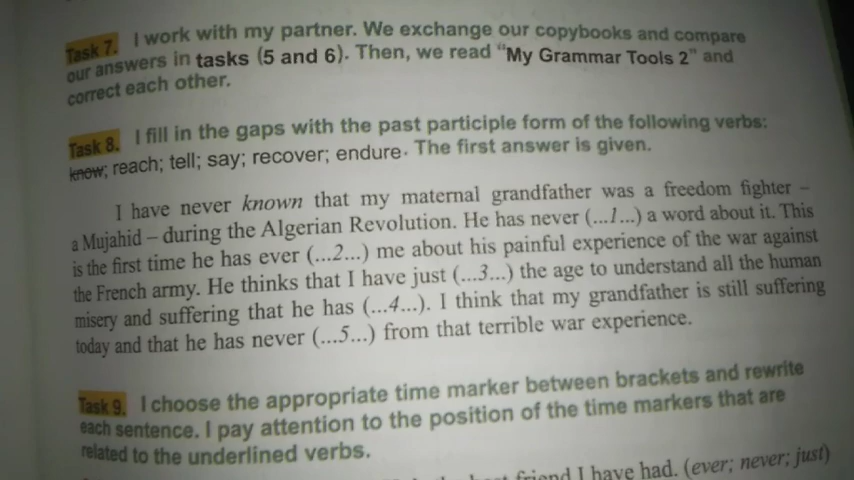 Task 7. I work with my partner. We exchange our copybooks and compare
our answers in tasks (5 and 6). Then, we read "My Grammar Tools 2" and
correct each other.
Task 8. I fill in the gaps with the past participle form of the following verbs:
know; reach; tell; say; recover; endure. The first answer is given.
I have never known that my maternal grandfather was a freedom fighter –
a Mujahid – during the Algerian Revolution. He has never (...1...) a word about it. This
is the first time he has ever (...2...) me about his painful experience of the war against
the French army. He thinks that I have just (...3...) the age to understand all the human
misery and suffering that he has (...4...). I think that my grandfather is still suffering
today and that he has never (...5...) from that terrible war experience.
Task 9. I choose the appropriate time marker between brackets and rewrite
each sentence. I pay attention to the position of the time markers that are
related to the underlined verbs.
friend I have had. (ever; never; just)